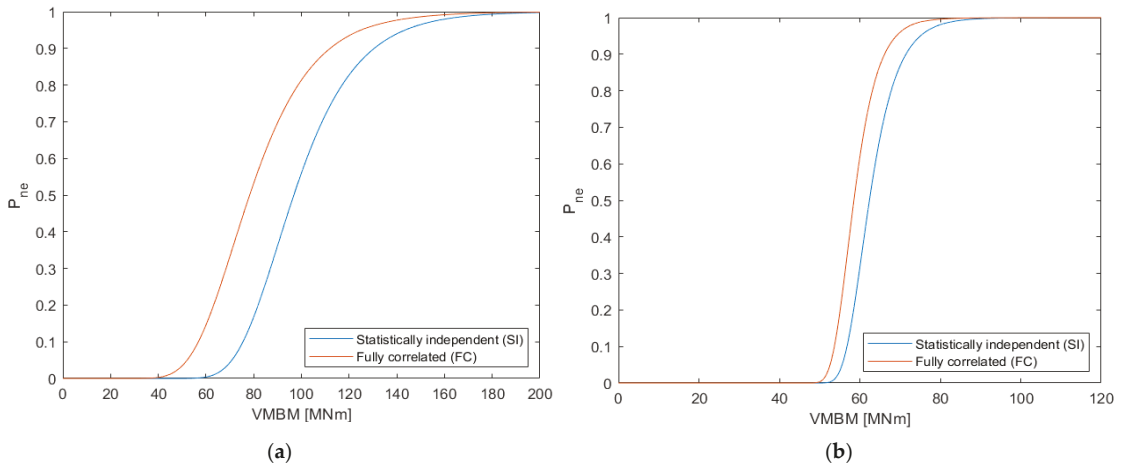 1
0.9
0.8
0.7
0.6
0.5
0.4
0.3
0.2
0.1
0
P_ne
Statistically independent (SI)
Fully correlated (FC)
0 20 40 60 80 100 120 140 160 180 200
VMBM [MNm]
(a)
1
0.9
0.8
0.7
0.6
0.5
0.4
0.3
0.2
0.1
0
P_ne
Statistically independent (SI)
Fully correlated (FC)
0 20 40 60 80 100 120
VMBM [MNm]
(b)